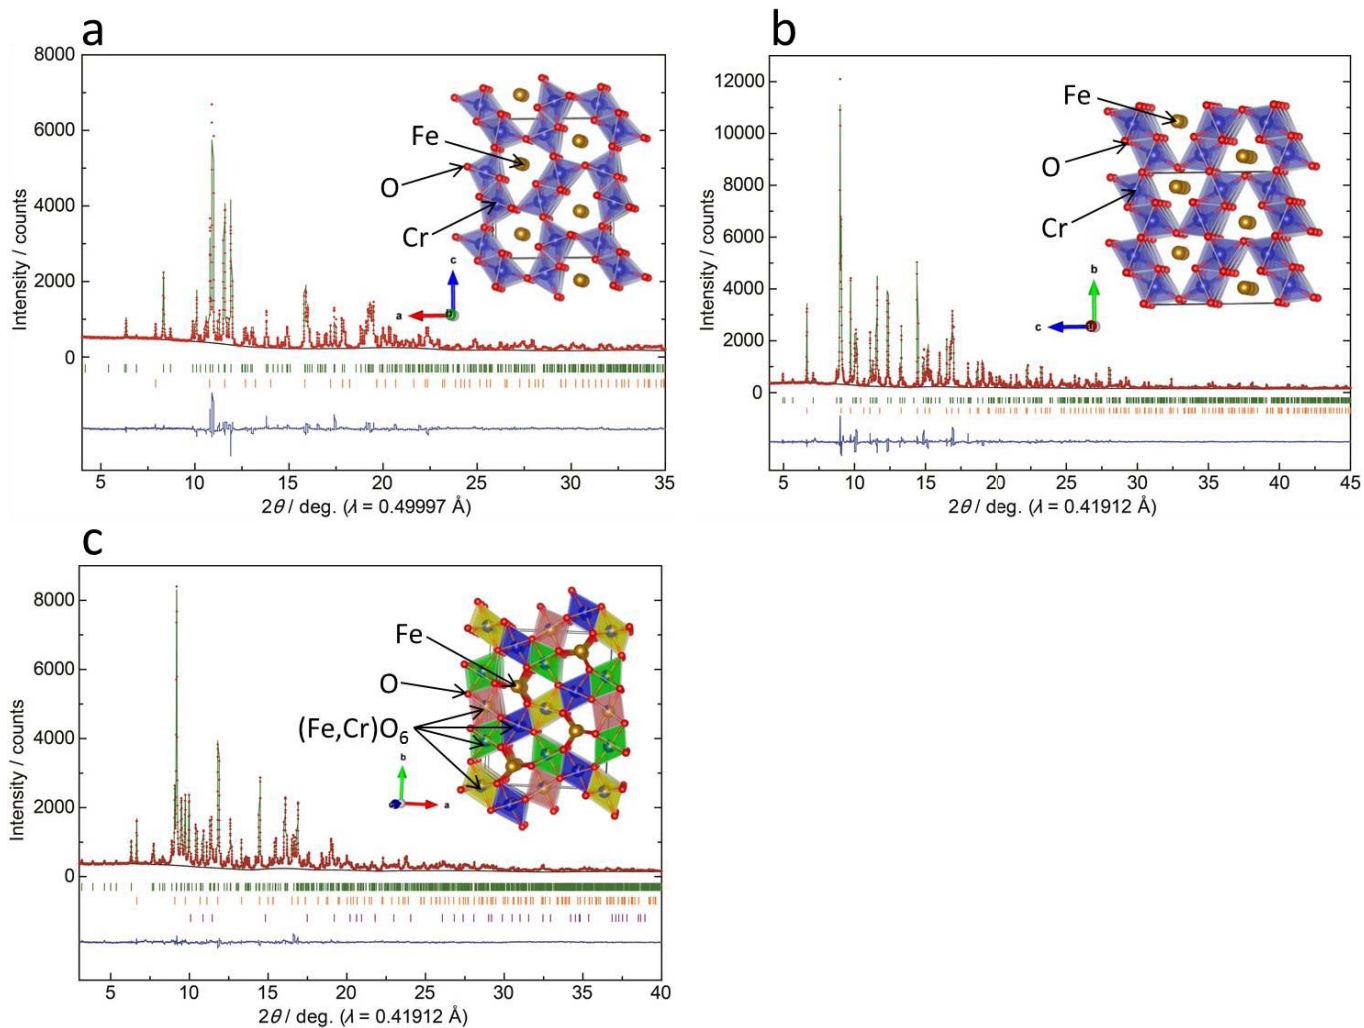 a
8000
6000
4000
2000
0
Intensity / counts
Fe
O
Cr
c
a
b
5 10 15 20 25 30 35
2θ / deg. (λ = 0.49997 Å)
b
12000
10000
8000
6000
4000
2000
0
Intensity / counts
Fe
O
Cr
b
c
5 10 15 20 25 30 35 40 45
2θ / deg. (λ = 0.41912 Å)
c
8000
6000
4000
2000
0
Intensity / counts
Fe
O
(Fe,Cr)O₆
b
a
5 10 15 20 25 30 35 40
2θ / deg. (λ = 0.41912 Å)